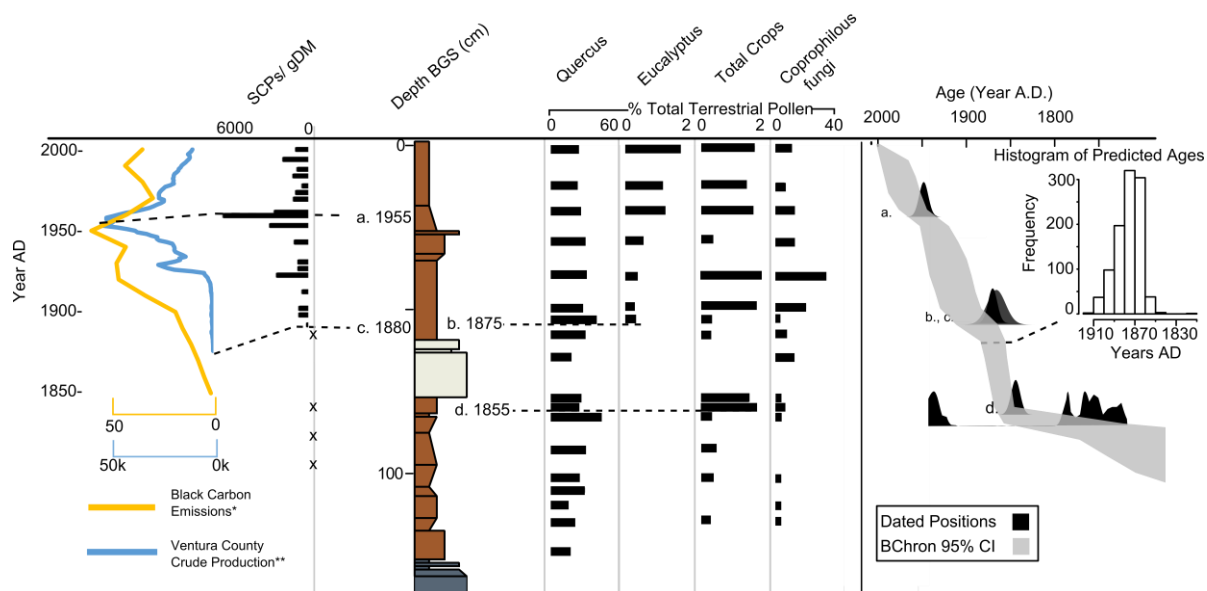 SCPs/ gDM
Depth BGS (cm)
Quercus
Eucalyptus
Total Crops
Coprophilous
fungi
% Total Terrestrial Pollen
Age (Year A.D.)
6000 0
0 60 0 2 0 2 0 40
2000 1900 1800
Year AD
2000-
1950-
1900-
1850-
0
100
a. 1955
c. 1880
b. 1875
d. 1855
x
x
x
x
50 0
50k 0k
Black Carbon
Emissions*
Ventura County
Crude Production**
a.
b., c.
d.
Histogram of Predicted Ages
Frequency
300
200
100
0
1910 1870 1830
Years AD
Dated Positions
BChron 95% CI